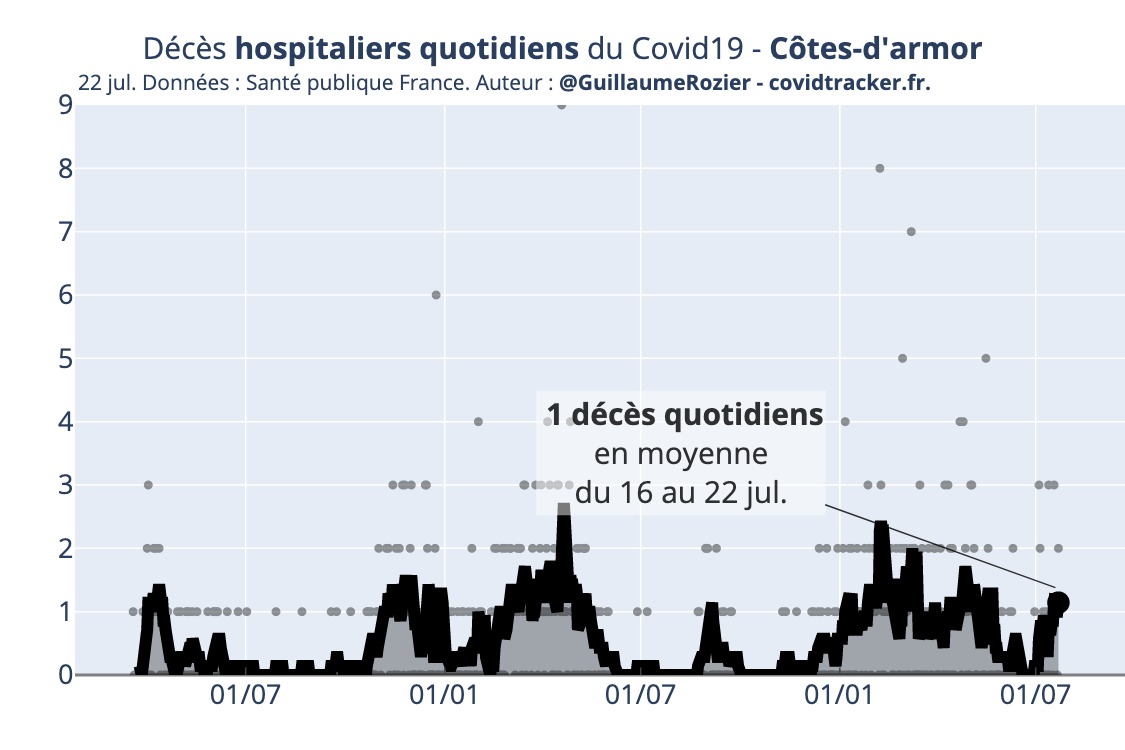 Décès hospitaliers quotidiens du Covid19 - Côtes-d'armor
22 jul. Données : Santé publique France. Auteur : @GuillaumeRozier - covidtracker.fr.
9
8
7
6
5
4
3
2
1
0
1 décès quotidiens
en moyenne
du 16 au 22 jul.
01/07 01/01 01/07 01/01 01/07